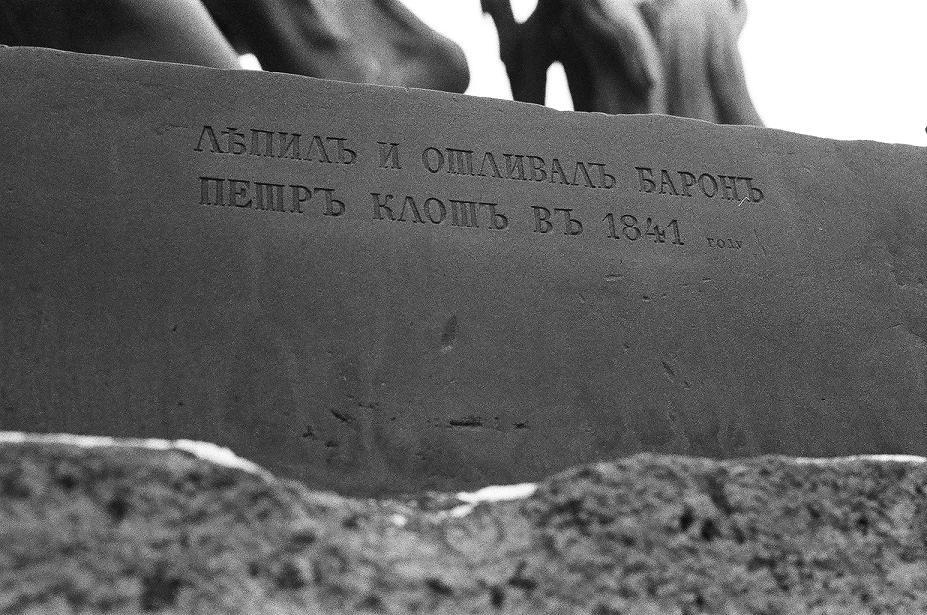 ЛѢПИЛЪ И ОТЛИВАЛЪ БАРОНЪ
ПЕТРЪ КЛОТЪ ВЪ 1841 году